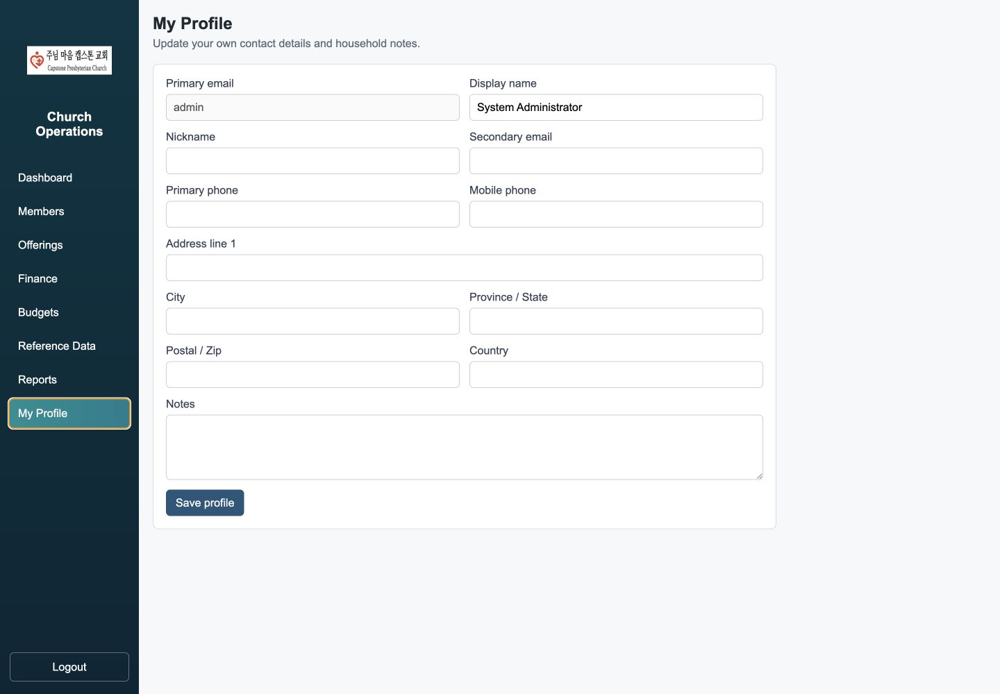 주님 마음 캡스톤 교회
Capstone Presbyterian Church
Church
Operations
Dashboard
Members
Offerings
Finance
Budgets
Reference Data
Reports
My Profile
Logout
My Profile
Update your own contact details and household notes.
Primary email
admin
Display name
System Administrator
Nickname
Secondary email
Primary phone
Mobile phone
Address line 1
City
Province / State
Postal / Zip
Country
Notes
Save profile